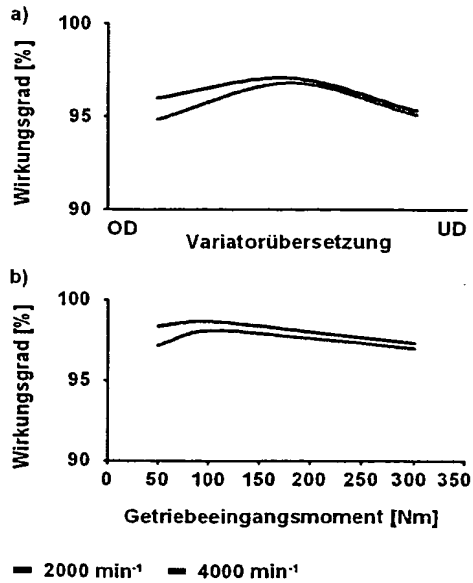 a)
Wirkungsgrad [%]
100
95
90
OD
UD
Variatorübersetzung
b)
Wirkungsgrad [%]
100
95
90
0 50 100 150 200 250 300 350
Getriebeeingangsmoment [Nm]
2000 min⁻¹ 4000 min⁻¹